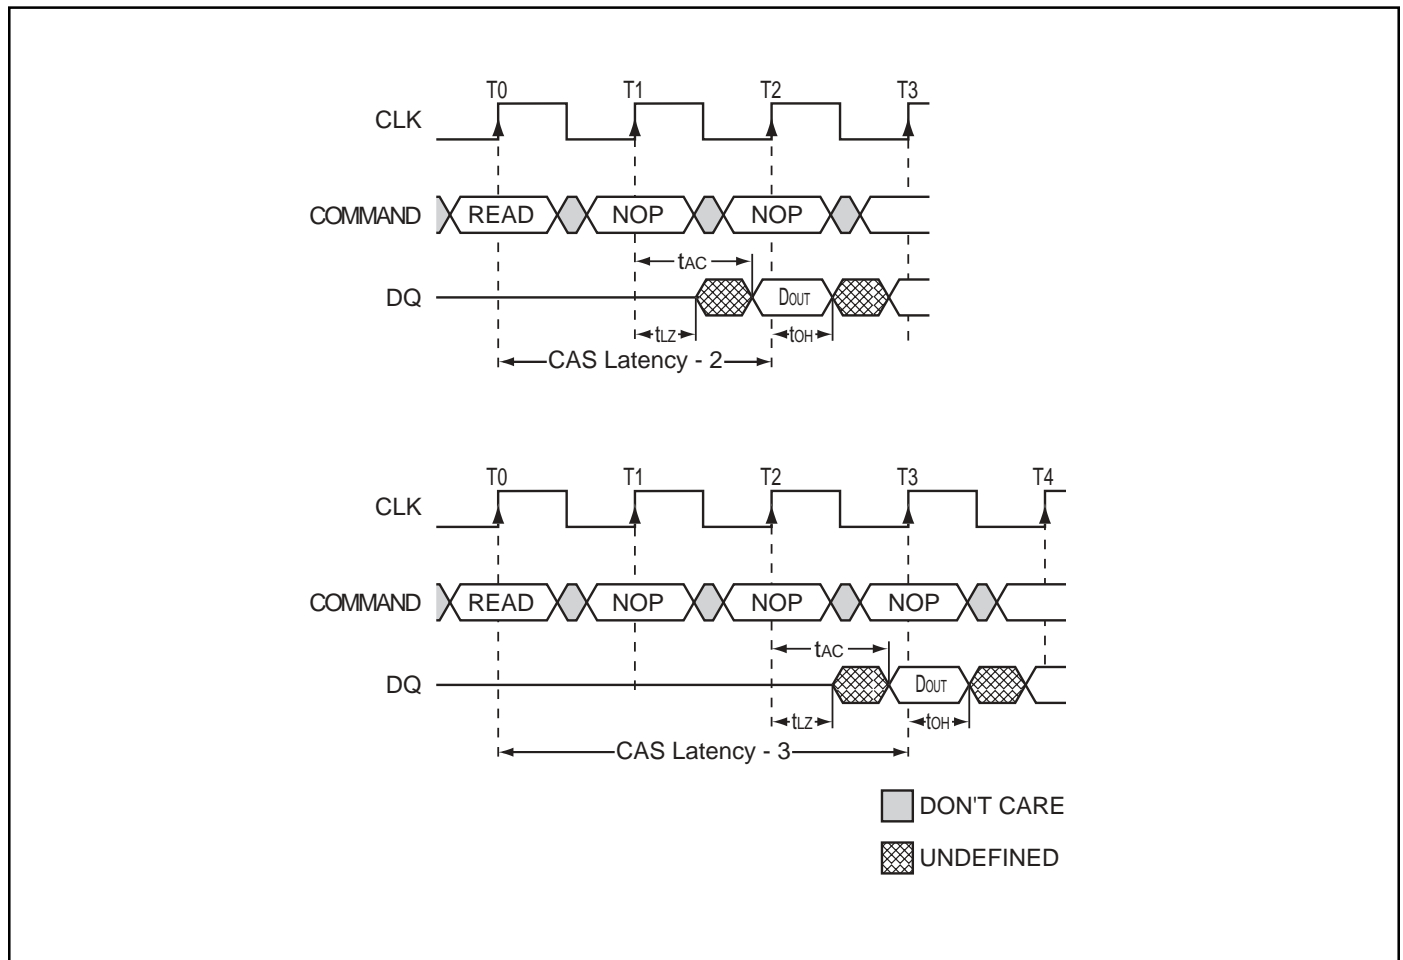 T0 T1 T2 T3
CLK
COMMAND READ NOP NOP
tAC
DQ DOUT
tLZ tOH
CAS Latency - 2
T0 T1 T2 T3 T4
CLK
COMMAND READ NOP NOP NOP
tAC
DQ DOUT
tLZ tOH
CAS Latency - 3
DON'T CARE
UNDEFINED